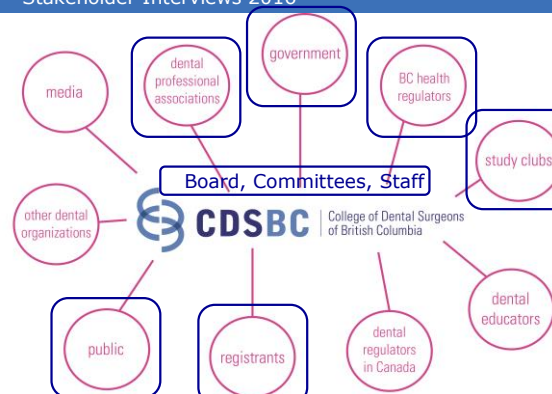 Stakeholder Interviews 2016
government
dental
professional
associations
BC health
regulators
media
study clubs
Board, Committees, Staff
other dental
organizations
CDSBC
College of Dental Surgeons
of British Columbia
dental
educators
public
registrants
dental
regulators
in Canada